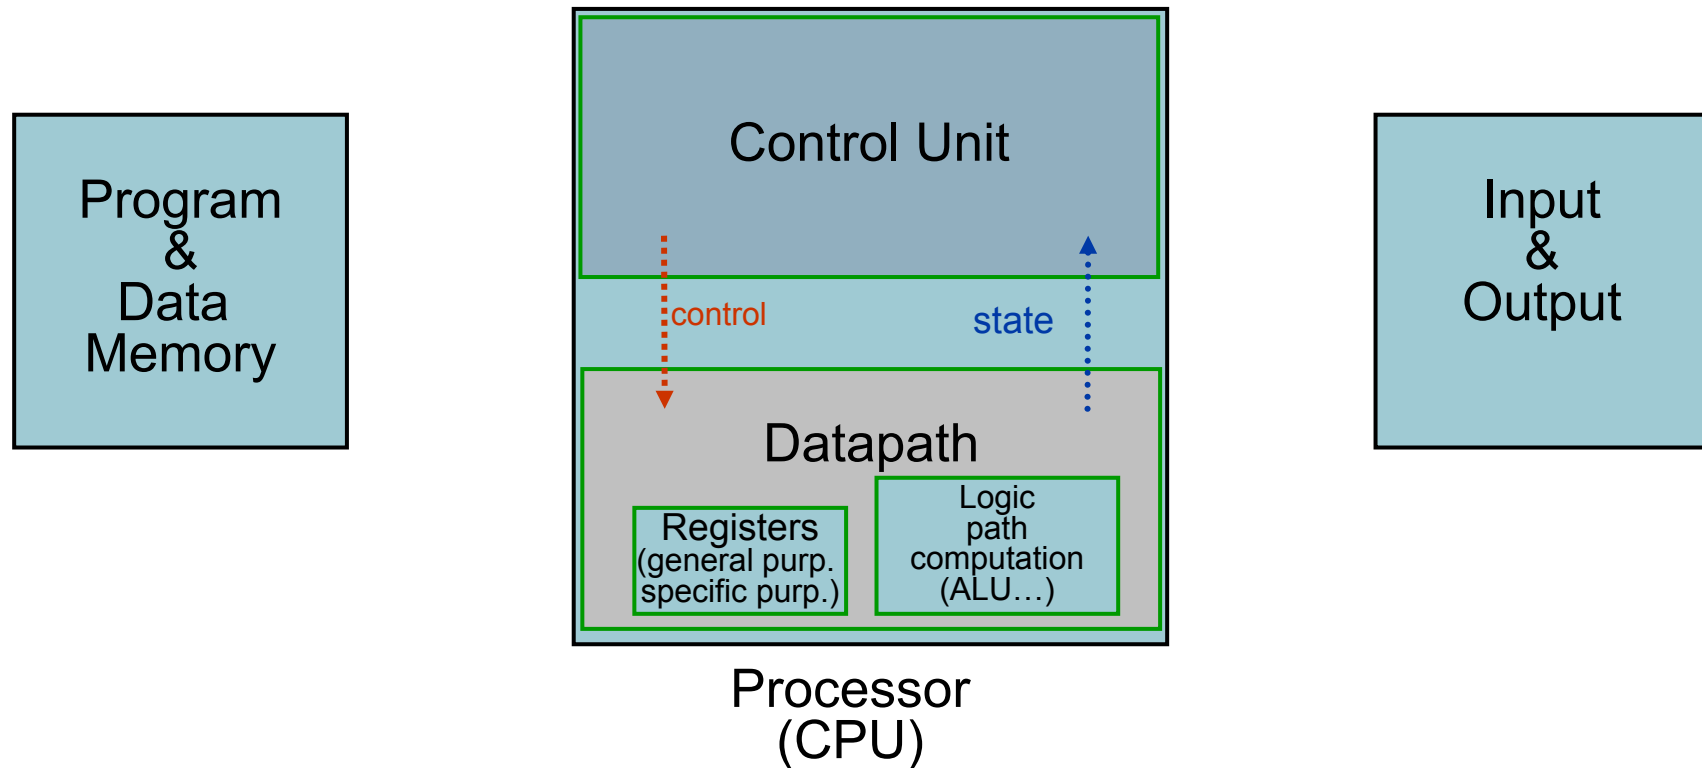 Program
&
Data
Memory
Control Unit
control
state
Datapath
Registers
(general purp.
specific purp.)
Logic
path
computation
(ALU…)
Processor
(CPU)
Input
&
Output